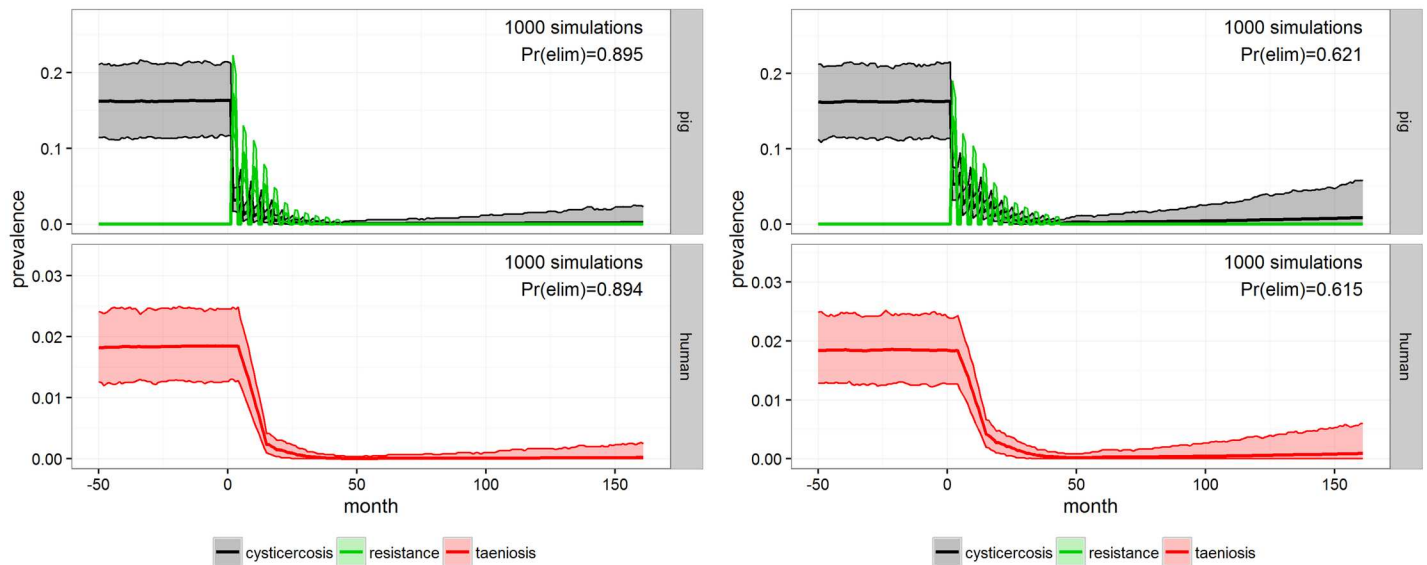 1000 simulations
Pr(elim)=0.895
0.2
0.1
0.0
pig
prevalence
1000 simulations
Pr(elim)=0.894
0.03
0.02
0.01
0.00
human
-50 0 50 100 150
month
cysticercosis resistance taeniosis
1000 simulations
Pr(elim)=0.621
0.2
0.1
0.0
pig
prevalence
1000 simulations
Pr(elim)=0.615
0.03
0.02
0.01
0.00
human
-50 0 50 100 150
month
cysticercosis resistance taeniosis